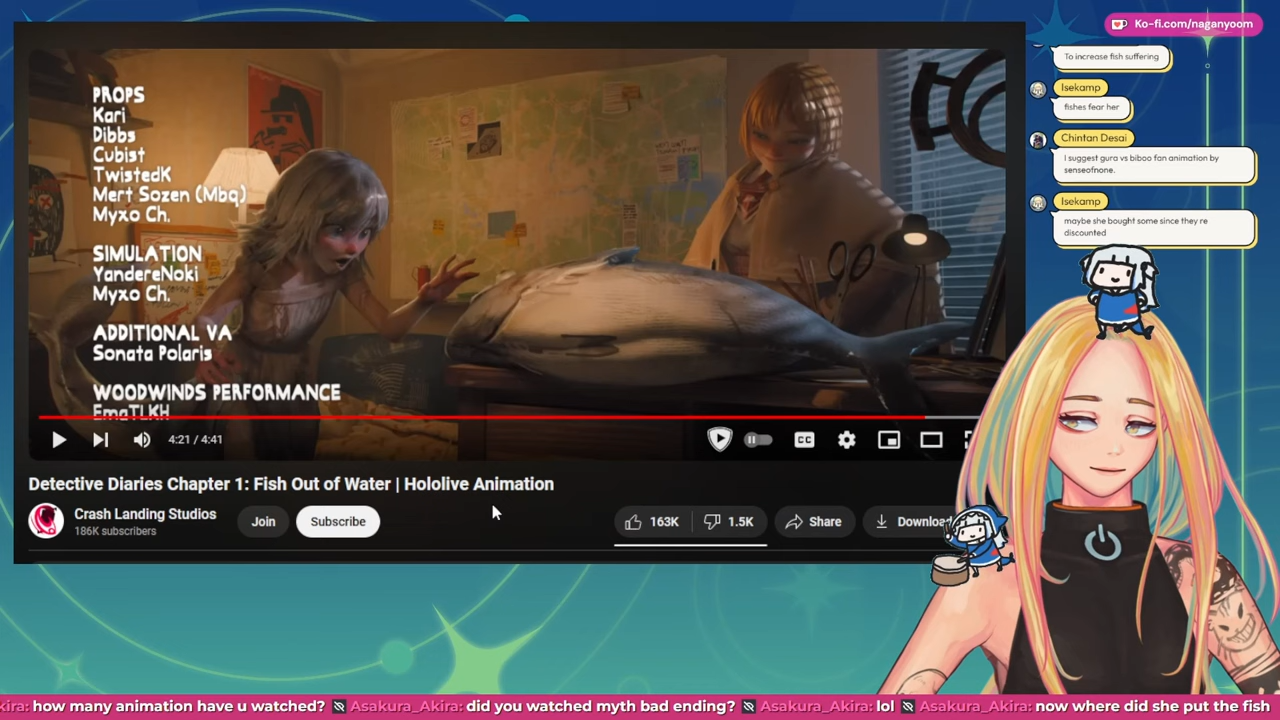 PROPS
Kari
Dibbs
Cubist
TwistedK
Mert Sozen (Mbq)
Myxo Ch.
SIMULATION
YandereNoki
Myxo Ch.
ADDITIONAL VA
Sonata Polaris
WOODWINDS PERFORMANCE
EmaTLKH
4:21 / 4:41
CC
Detective Diaries Chapter 1: Fish Out of Water | Hololive Animation
Crash Landing Studios
186K subscribers
Join
Subscribe
163K
1.5K
Share
Download
Ko-fi.com/naganyoom
To increase fish suffering
Isekamp
fishes fear her
Chintan Desai
I suggest gura vs biboo fan animation by
senseofnone.
Isekamp
maybe she bought some since they re
discounted
kira: how many animation have u watched? Asakura_Akira: did you watched myth bad ending? Asakura_Akira: lol Asakura_Akira: now where did she put the fish